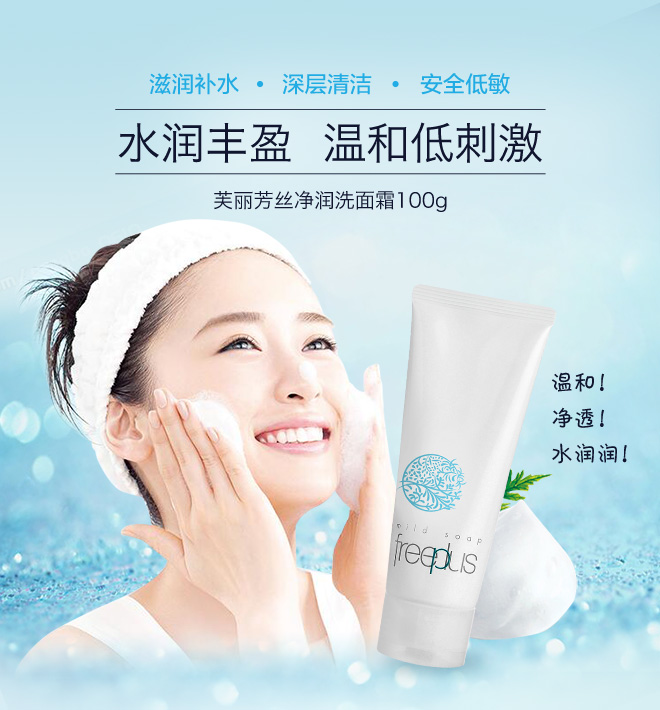 滋润补水 • 深层清洁 • 安全低敏
水润丰盈 温和低刺激
芙丽芳丝净润洗面霜100g
温和！
净透！
水润润！
mild soap
freeplus